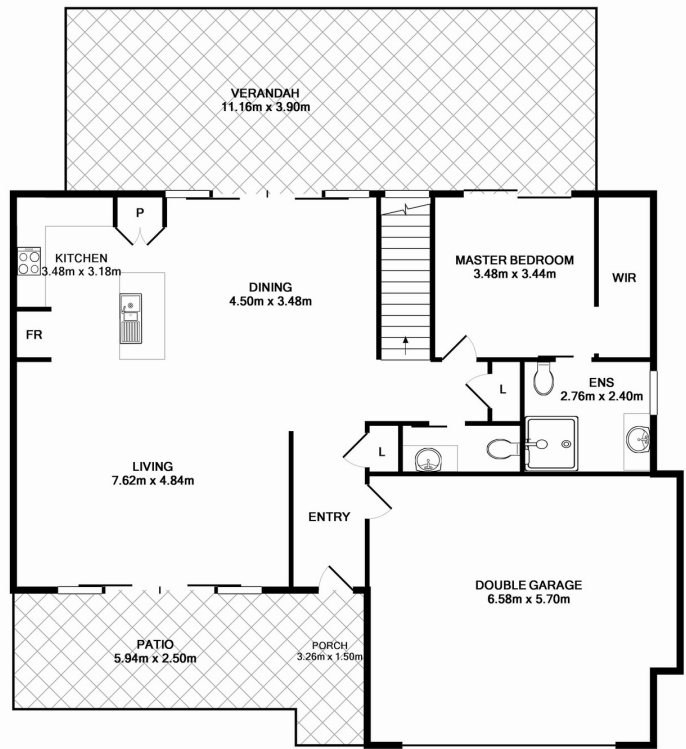 VERANDAH
11.16m x 3.90m
P
KITCHEN
3.48m x 3.18m
MASTER BEDROOM
3.48m x 3.44m
WIR
DINING
4.50m x 3.48m
FR
ENS
2.76m x 2.40m
L
L
LIVING
7.62m x 4.84m
ENTRY
DOUBLE GARAGE
6.58m x 5.70m
PATIO
5.94m x 2.50m
PORCH
3.26m x 1.50m